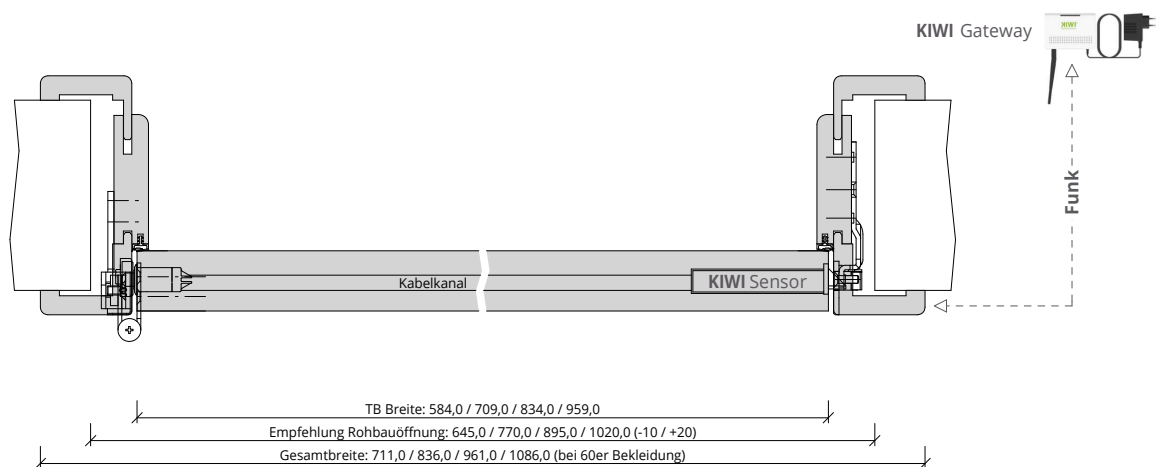 KIWI Gateway
KIWI
Funk
Kabelkanal
KIWI Sensor
TB Breite: 584,0 / 709,0 / 834,0 / 959,0
Empfehlung Rohbauöffnung: 645,0 / 770,0 / 895,0 / 1020,0 (-10 / +20)
Gesamtbreite: 711,0 / 836,0 / 961,0 / 1086,0 (bei 60er Bekleidung)